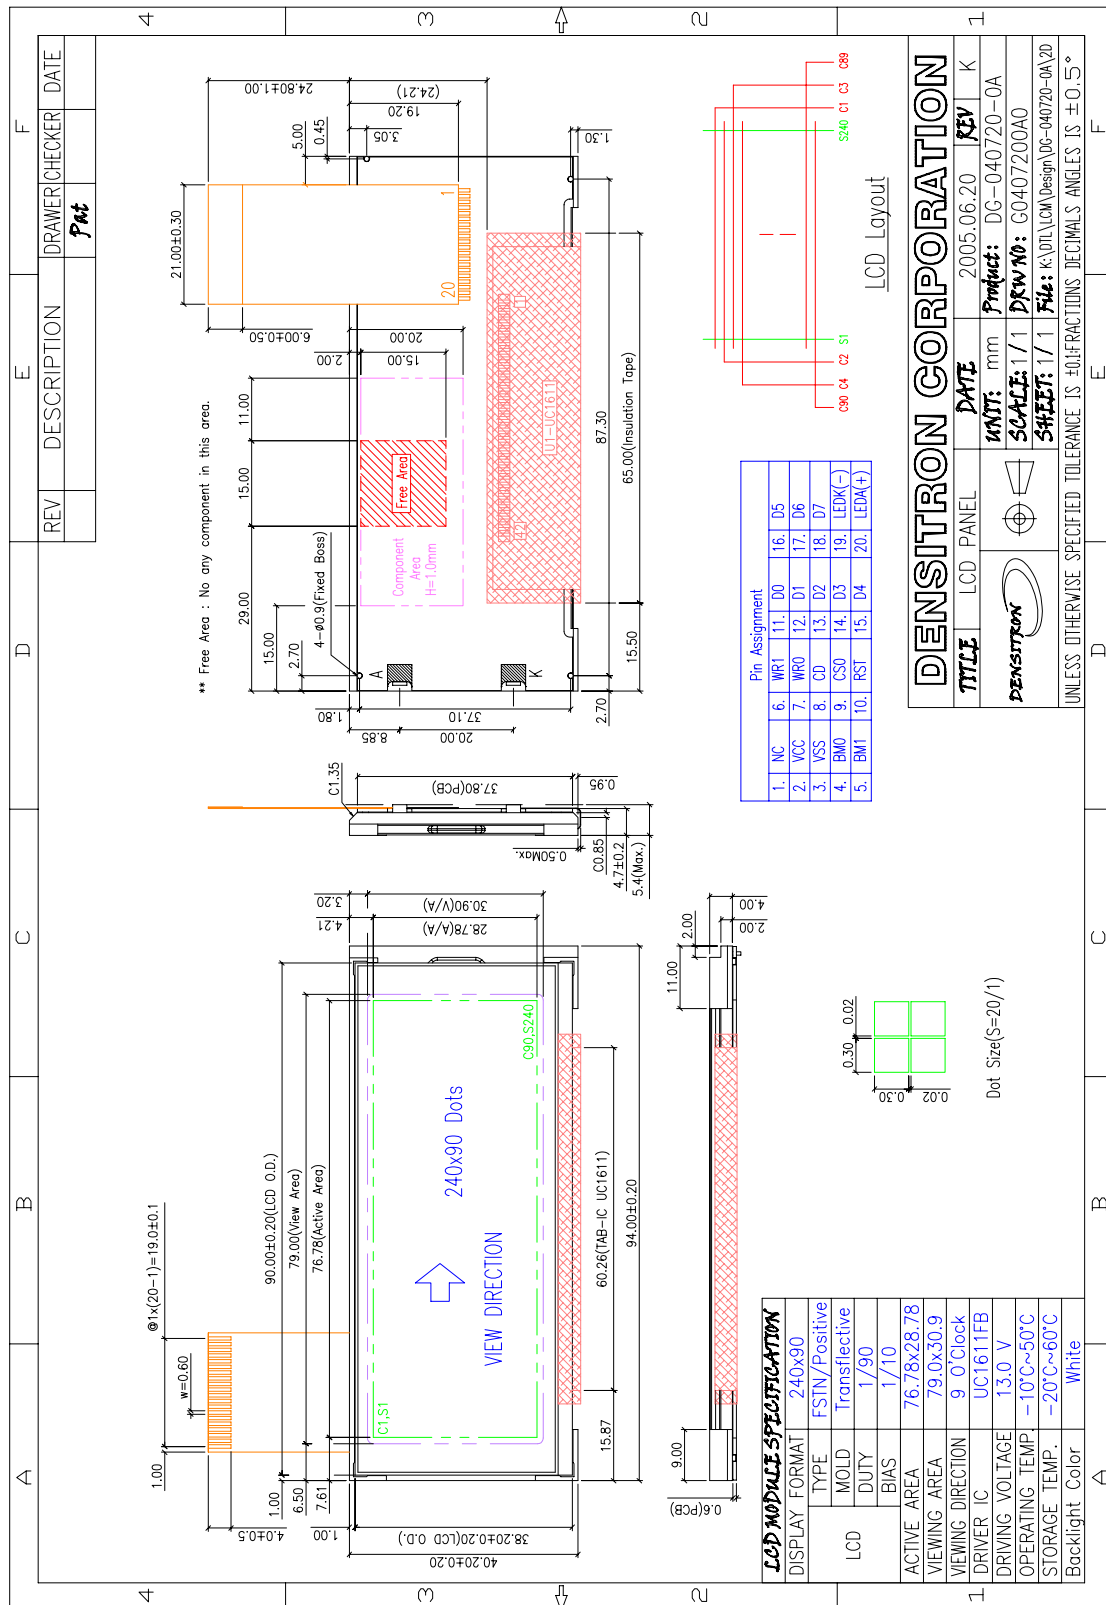 A
B
C
D
E
F
4
3
2
1
REV
DESCRIPTION
DRAWER
CHECKER
DATE
Pat
@1x(20-1)=19.0±0.1
w=0.60
1.00
4.0±0.5
90.00±0.20(LCD O.D.)
79.00(View Area)
76.78(Active Area)
1.00
6.50
7.61
1.00
38.20±0.20(LCD O.D.)
40.20±0.20
C1,S1
C90,S240
240x90 Dots
VIEW DIRECTION
3.20
4.21
30.90(V/A)
28.78(A/A)
15.87
60.26(TAB-IC UC1611)
94.00±0.20
C1.35
37.80(PCB)
0.95
0.50Max.
C0.85
4.7±0.2
5.4(Max.)
** Free Area : No any component in this area.
29.00
15.00
11.00
15.00
2.70
4-ø0.9(Fixed Boss)
21.00±0.30
6.00±0.50
5.00
0.45
24.80±1.00
(24.21)
19.20
3.05
1.30
2.00
15.00
20.00
20
1
A
K
Component
Area
H=1.0mm
Free Area
U1-UC1611
42
1
1.80
8.85
37.10
20.00
2.70
15.50
87.30
65.00(Insulation Tape)
9.00
0.6(PCB)
11.00
2.00
4.00
2.00
0.30
0.02
0.30
0.02
Dot Size(S=20/1)
Pin Assignment
1. NC 6. WR1 11. D0 16. D5
2. VCC 7. WR0 12. D1 17. D6
3. VSS 8. CD 13. D2 18. D7
4. BM0 9. CS0 14. D3 19. LEDK(-)
5. BM1 10. RST 15. D4 20. LEDA(+)
C90 C4 C2 S1 S240 C1 C3 C89
LCD Layout
LCD MODULE SPECIFICATION
DISPLAY FORMAT 240x90
LCD TYPE FSTN/Positive
MOLD Transflective
DUTY 1/90
BIAS 1/10
ACTIVE AREA 76.78x28.78
VIEWING AREA 79.0x30.9
VIEWING DIRECTION 9 O'Clock
DRIVER IC UC1611FB
DRIVING VOLTAGE 13.0 V
OPERATING TEMP. -10°C~50°C
STORAGE TEMP. -20°C~60°C
Backlight Color White
DENSITRON CORPORATION
TITLE LCD PANEL DATE 2005.06.20 REV K
DENSITRON
UNIT: mm Product: DG-040720-0A
SCALE: 1/1 DRW NO: G0407200A0
SHEET: 1/1 File: K:\DTL\LCM\Design\DG-040720-0A\2D
UNLESS OTHERWISE SPECIFIED TOLERANCE IS ±0.1FRACTIONS DECIMALS ANGLES IS ±0.5°
A
B
C
D
E
F
4
3
2
1